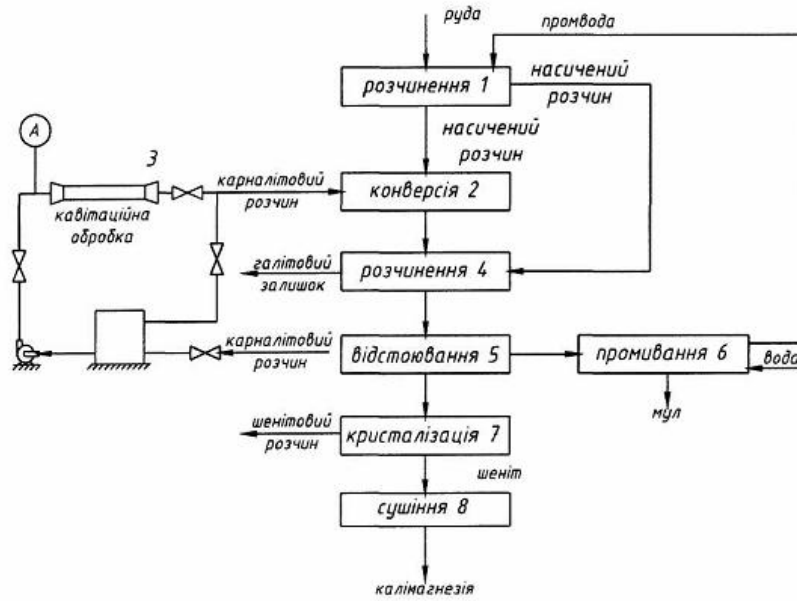 руда
промвода
розчинення 1
насичений
розчин
насичений
розчин
А
3
кавітаційна
обробка
карналітовий
розчин
конверсія 2
галітовий
залишок
розчинення 4
карналітовий
розчин
відстоювання 5
промивання 6
вода
мул
шенітовий
розчин
кристалізація 7
шеніт
сушіння 8
калімагнезія